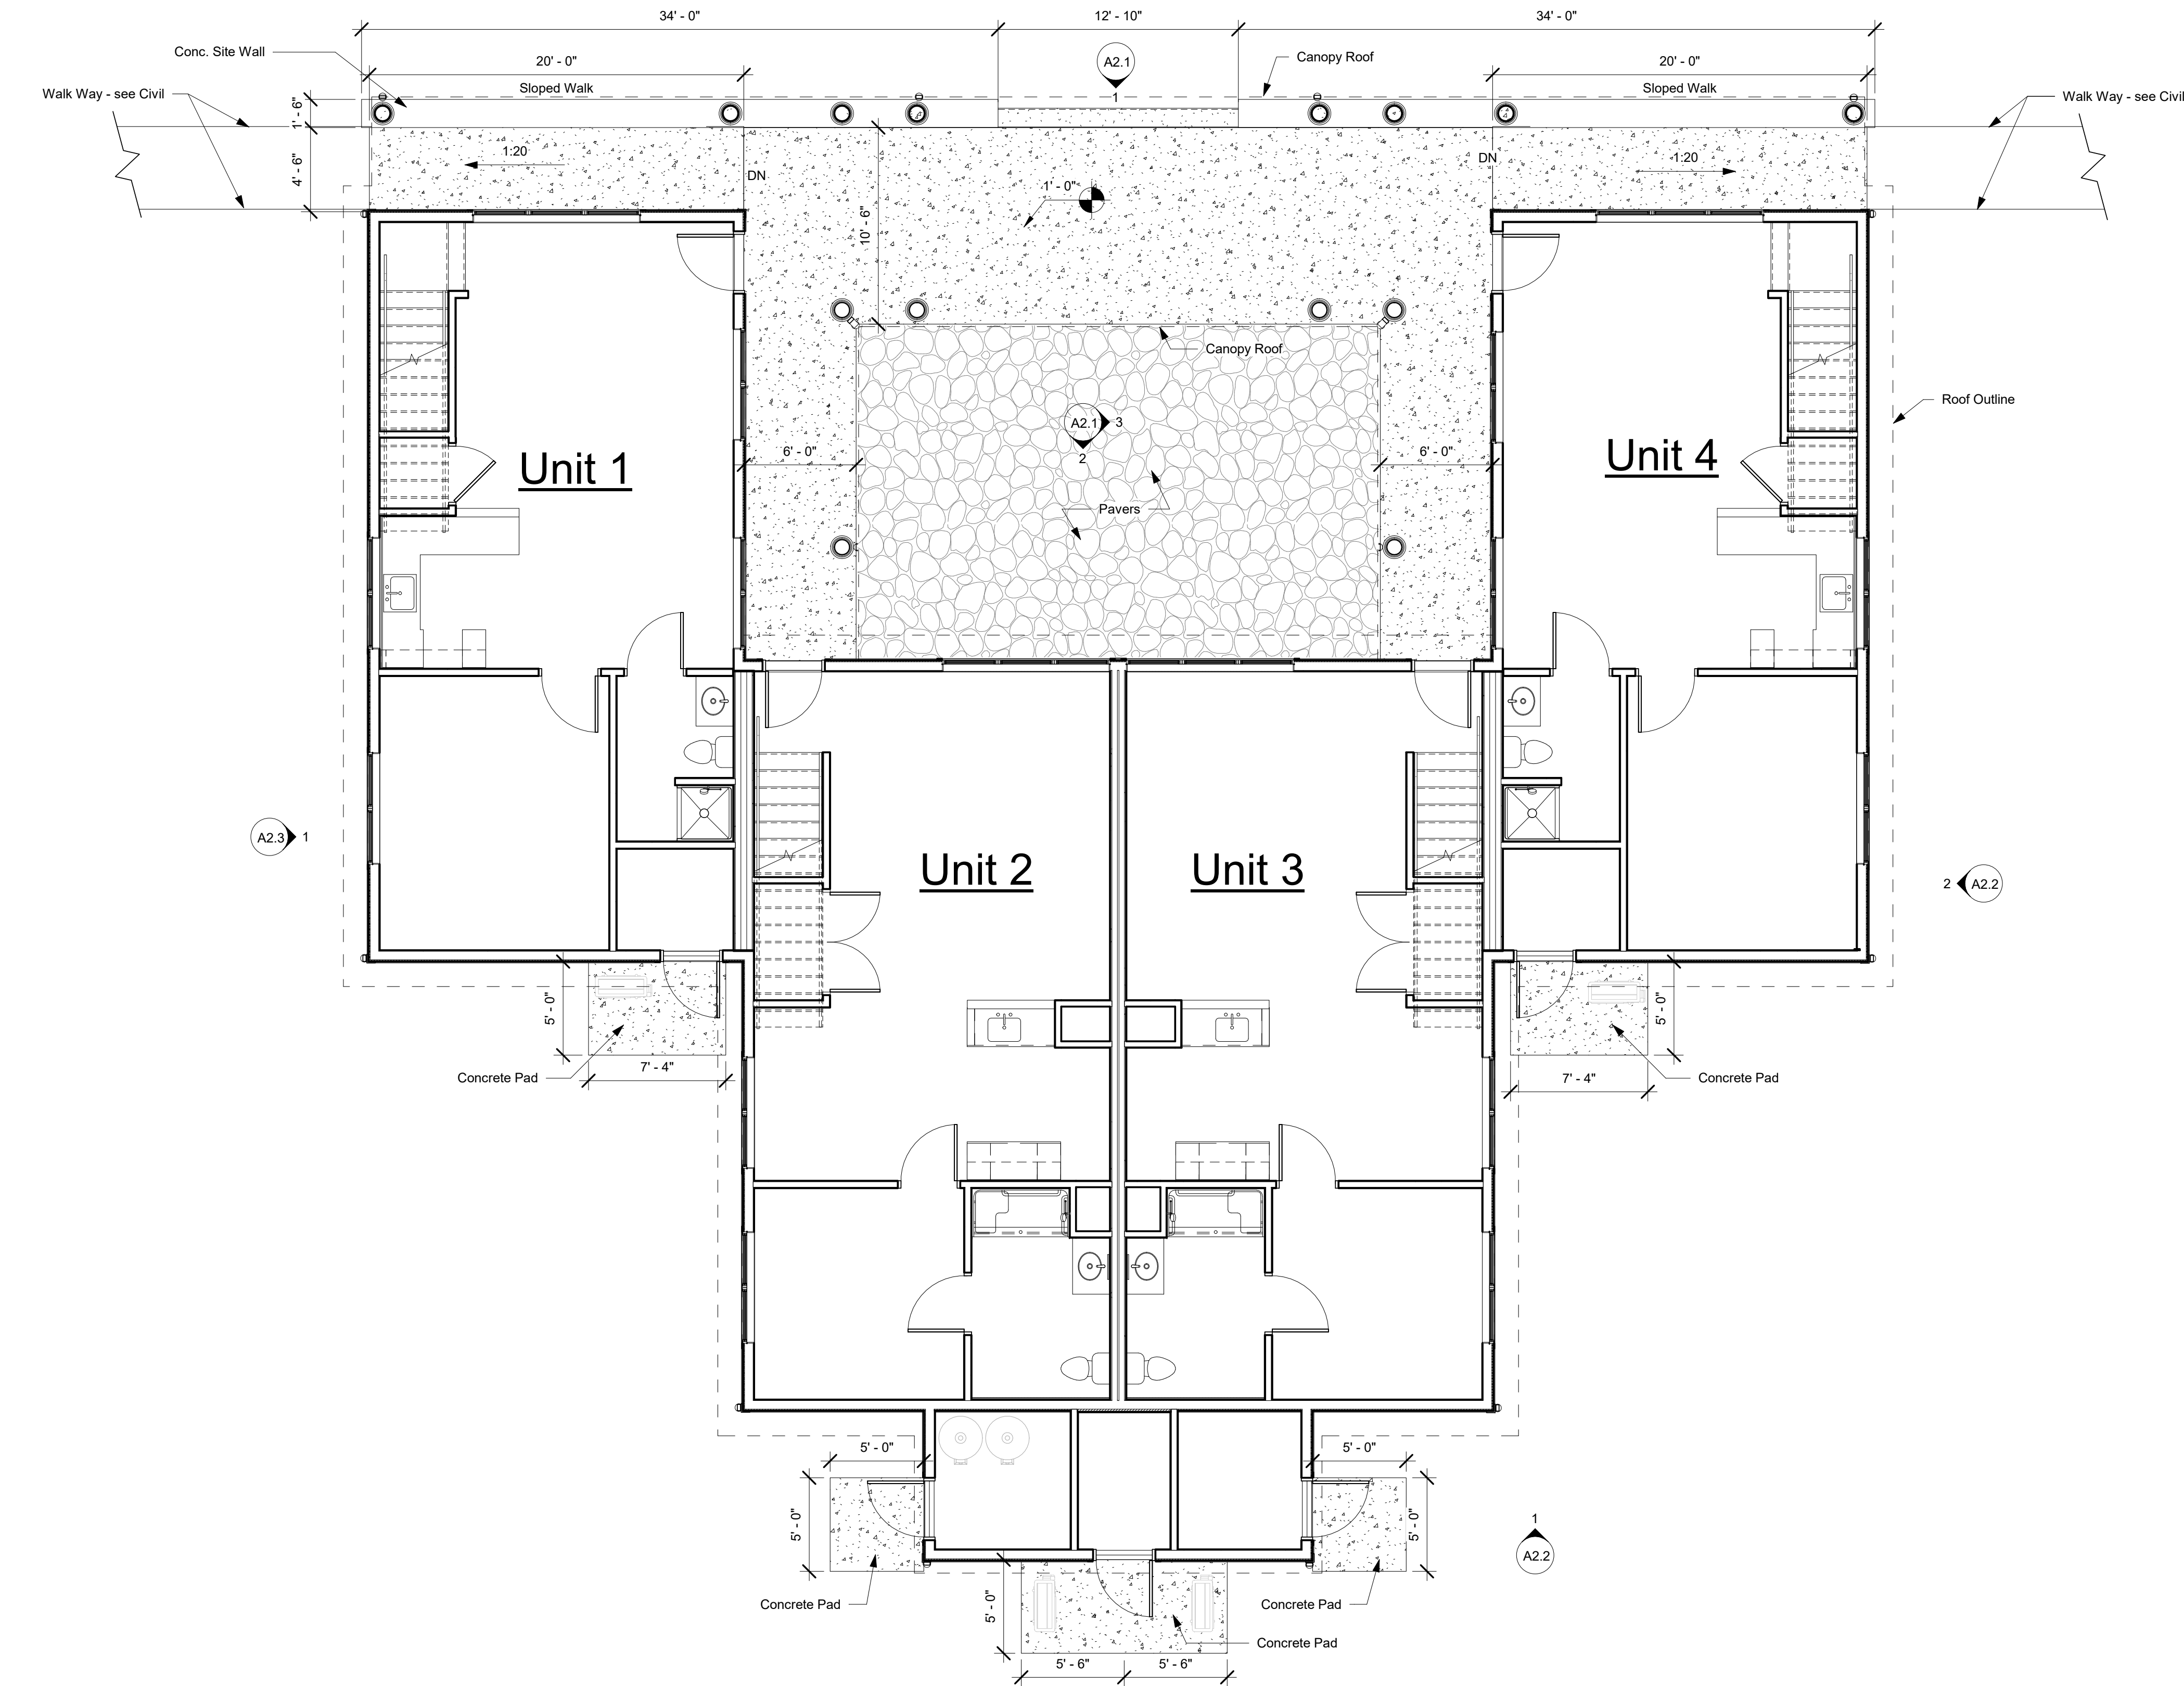 34' - 0"
12' - 10"
34' - 0"
Conc. Site Wall
A2.1
1
Canopy Roof
20' - 0"
20' - 0"
Sloped Walk
Sloped Walk
Walk Way - see Civil
Walk Way - see Civil
1' - 6"
4' - 6"
1:20
DN
DN
1:20
1' - 0"
10' - 6"
Canopy Roof
Roof Outline
A2.1
3
2
6' - 0"
6' - 0"
Unit 1
Unit 4
Pavers
A2.3
1
Unit 2
Unit 3
2
A2.2
5' - 0"
5' - 0"
Concrete Pad
7' - 4"
7' - 4"
Concrete Pad
5' - 0"
5' - 0"
5' - 0"
5' - 0"
1
A2.2
Concrete Pad
5' - 0"
Concrete Pad
Concrete Pad
5' - 6"
5' - 6"